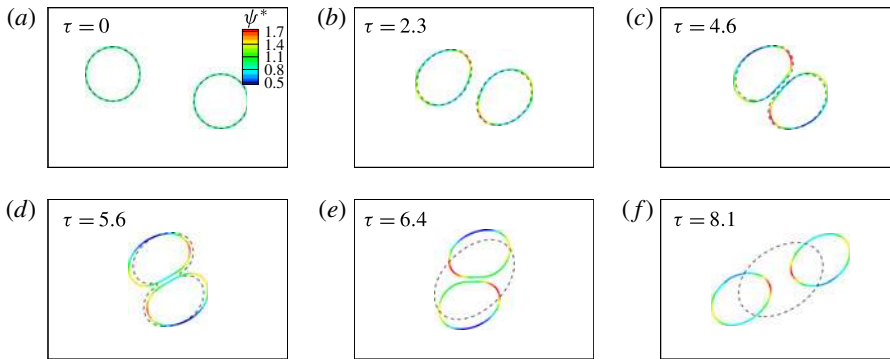 (a)
τ = 0
ψ*
1.7
1.4
1.1
0.8
0.5
(b)
τ = 2.3
(c)
τ = 4.6
(d)
τ = 5.6
(e)
τ = 6.4
(f)
τ = 8.1